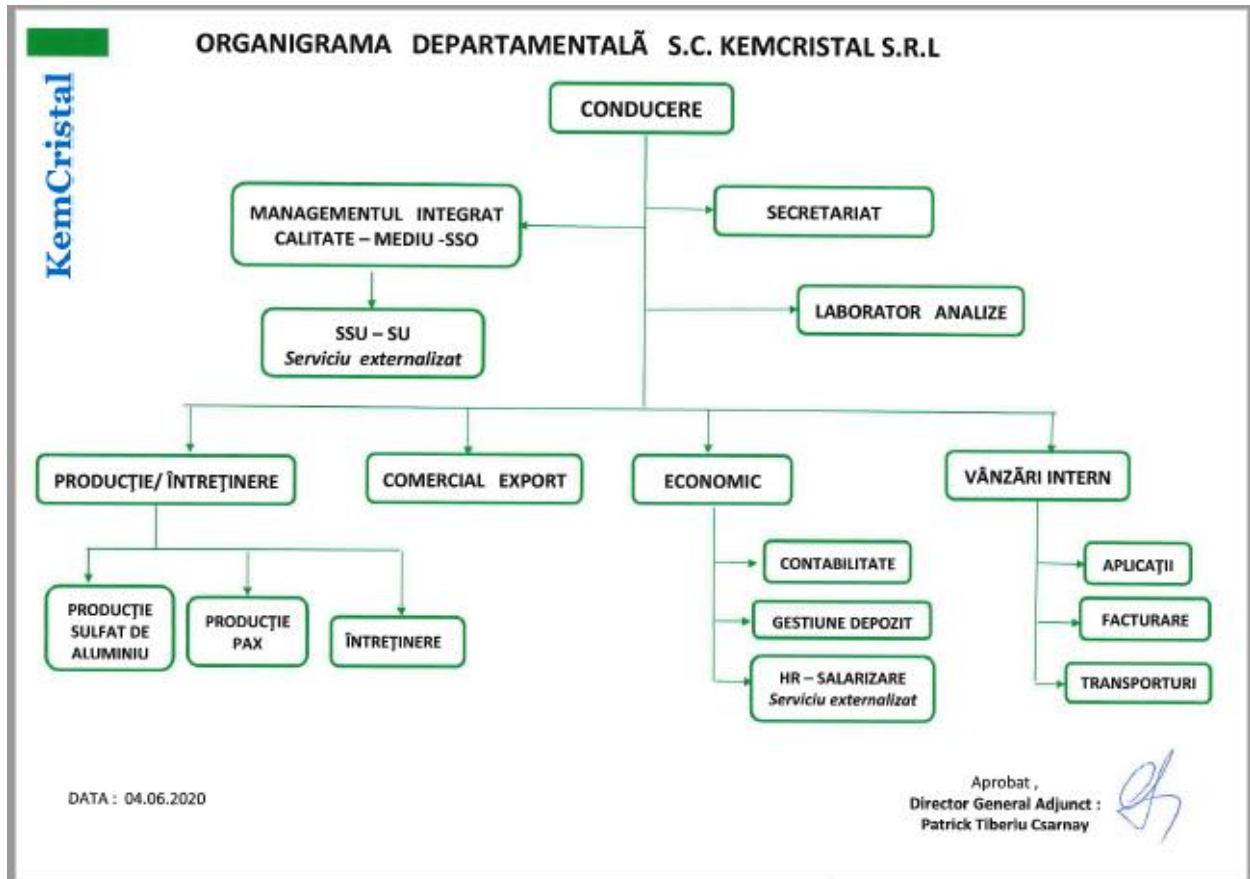 ORGANIGRAMA DEPARTAMENTALÃ S.C. KEMCRISTAL S.R.L
KemCristal
CONDUCERE
MANAGEMENTUL INTEGRAT
CALITATE – MEDIU -SSO
SECRETARIAT
SSU – SU
Serviciu externalizat
LABORATOR ANALIZE
PRODUCŢIE/ ÎNTREŢINERE
COMERCIAL EXPORT
ECONOMIC
VÂNZÃRI INTERN
PRODUCŢIE
SULFAT DE
ALUMINIU
PRODUCŢIE
PAX
ÎNTREŢINERE
CONTABILITATE
GESTIUNE DEPOZIT
HR – SALARIZARE
Serviciu externalizat
APLICAŢII
FACTURARE
TRANSPORTURI
DATA : 04.06.2020
Aprobat ,
Director General Adjunct :
Patrick Tiberiu Csarnay